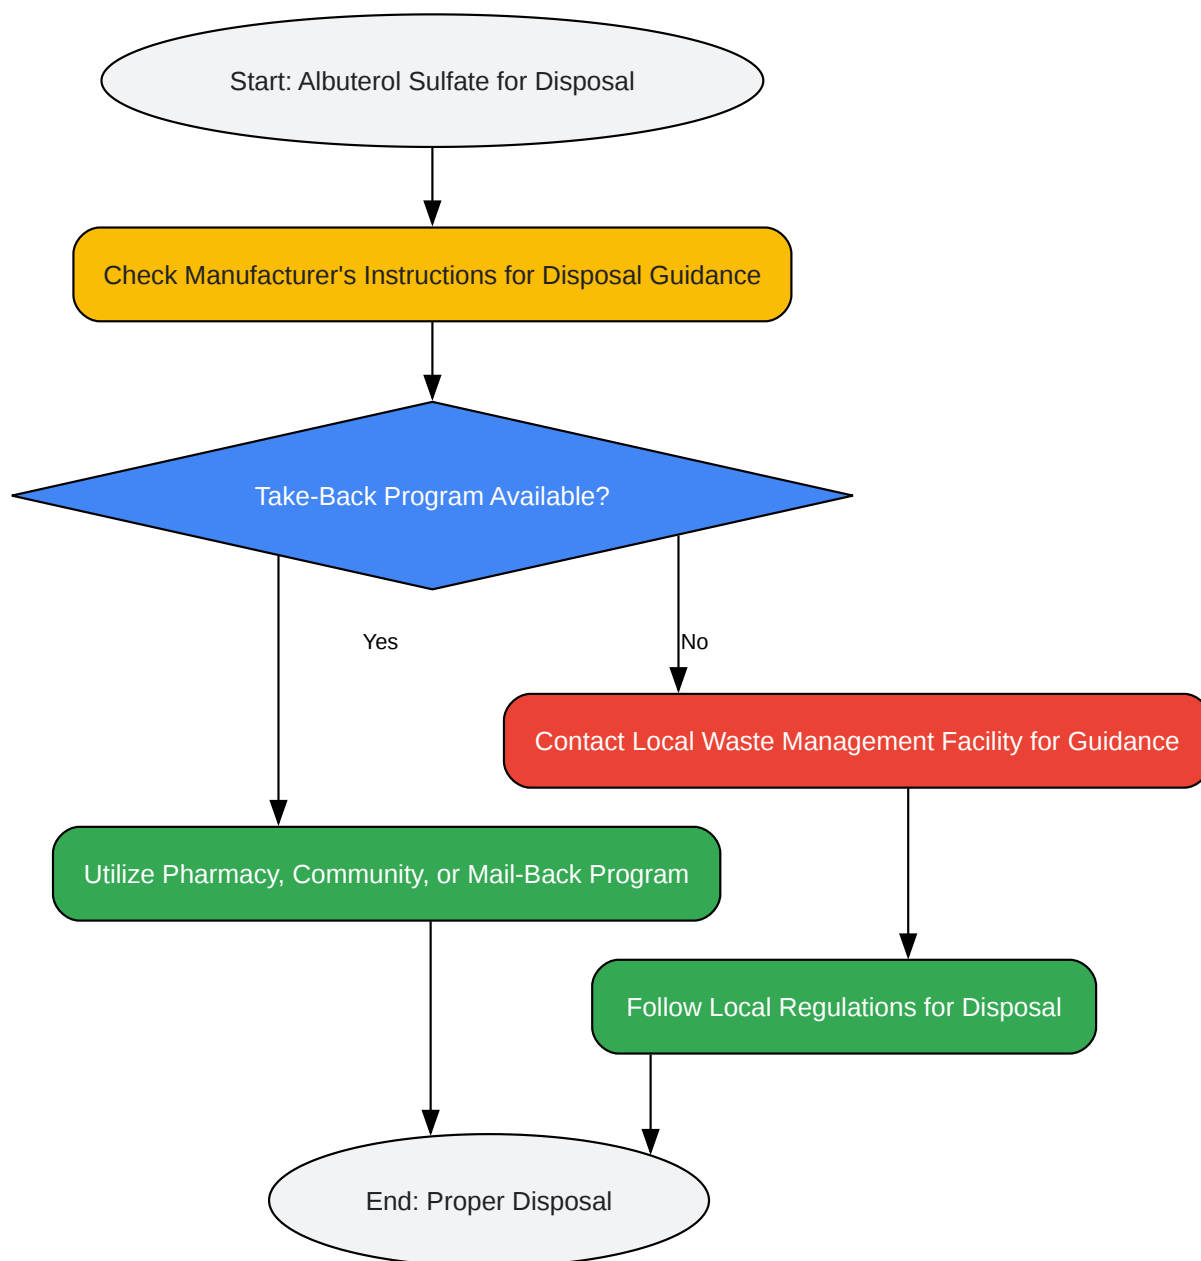 Start: Albuterol Sulfate for Disposal
Check Manufacturer's Instructions for Disposal Guidance
Take-Back Program Available?
Yes
No
Contact Local Waste Management Facility for Guidance
Utilize Pharmacy, Community, or Mail-Back Program
Follow Local Regulations for Disposal
End: Proper Disposal